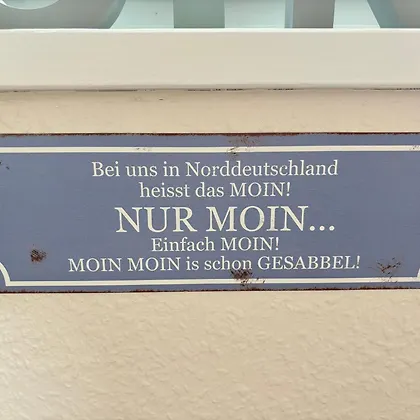 Bei uns in Norddeutschland
heisst das MOIN!
NUR MOIN...
Einfach MOIN!
MOIN MOIN is schon GESABBEL!